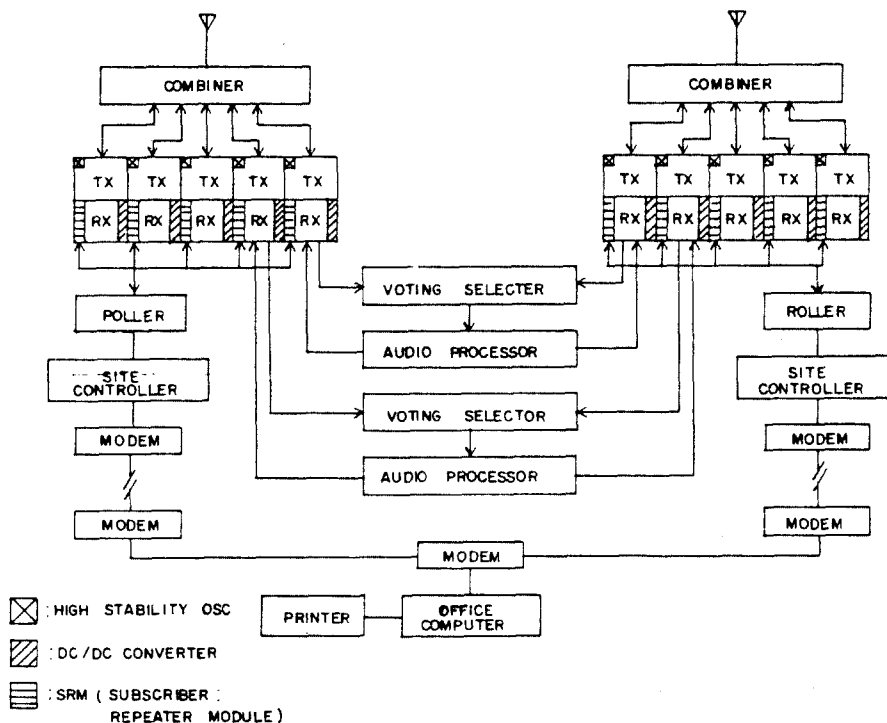 COMBINER
COMBINER
TX TX TX TX TX
RX RX RX RX RX
TX TX TX TX TX
RX RX RX RX RX
VOTING SELECTER
AUDIO PROCESSOR
VOTING SELECTOR
AUDIO PROCESSOR
POLLER
SITE
CONTROLLER
MODEM
MODEM
ROLLER
SITE
CONTROLLER
MODEM
MODEM
MODEM
PRINTER
OFFICE
COMPUTER
: HIGH STABILITY OSC
: DC/DC CONVERTER
: SRM ( SUBSCRIBER :
REPEATER MODULE )